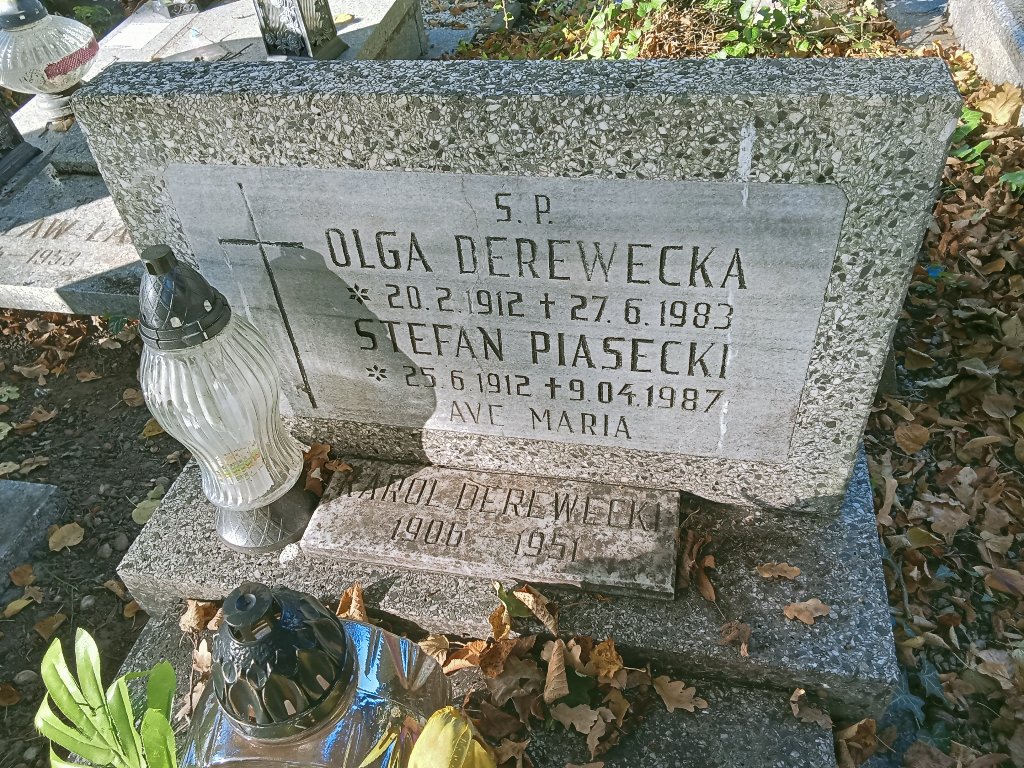 S. P.
OLGA DEREWECKA
* 20.2.1912 + 27.6.1983
STEFAN PIASECKI
* 25.6.1912 + 9.04.1987
AVE MARIA
KAROL DEREWECKI
1906 — 1951